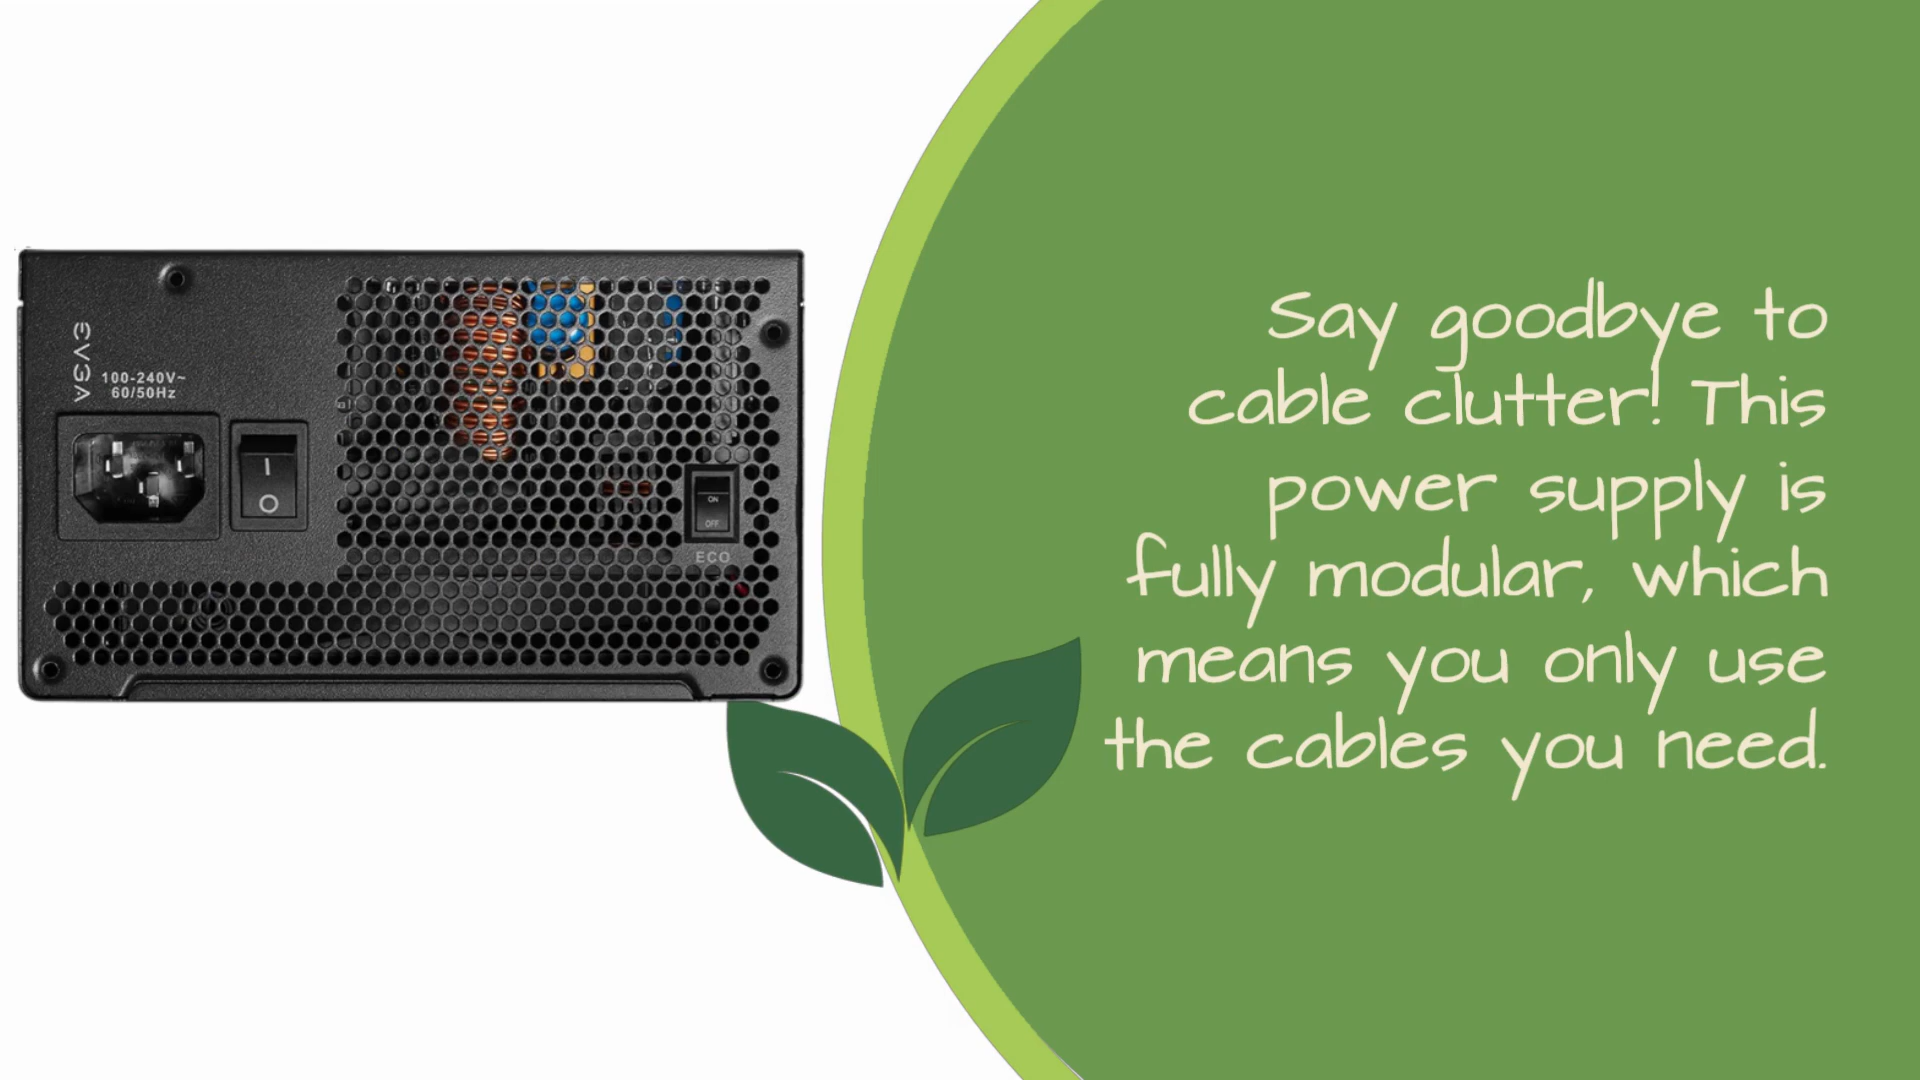 EVGA
100-240V~
60/50Hz
I
O
ON
OFF
ECO
Say goodbye to
cable clutter! This
power supply is
fully modular, which
means you only use
the cables you need.